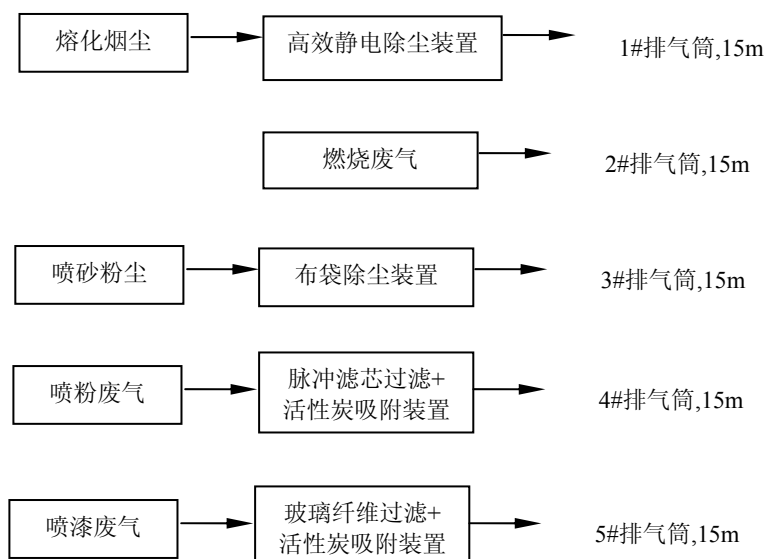 熔化烟尘
高效静电除尘装置
1#排气筒,15m
燃烧废气
2#排气筒,15m
喷砂粉尘
布袋除尘装置
3#排气筒,15m
喷粉废气
脉冲滤芯过滤+
活性炭吸附装置
4#排气筒,15m
喷漆废气
玻璃纤维过滤+
活性炭吸附装置
5#排气筒,15m